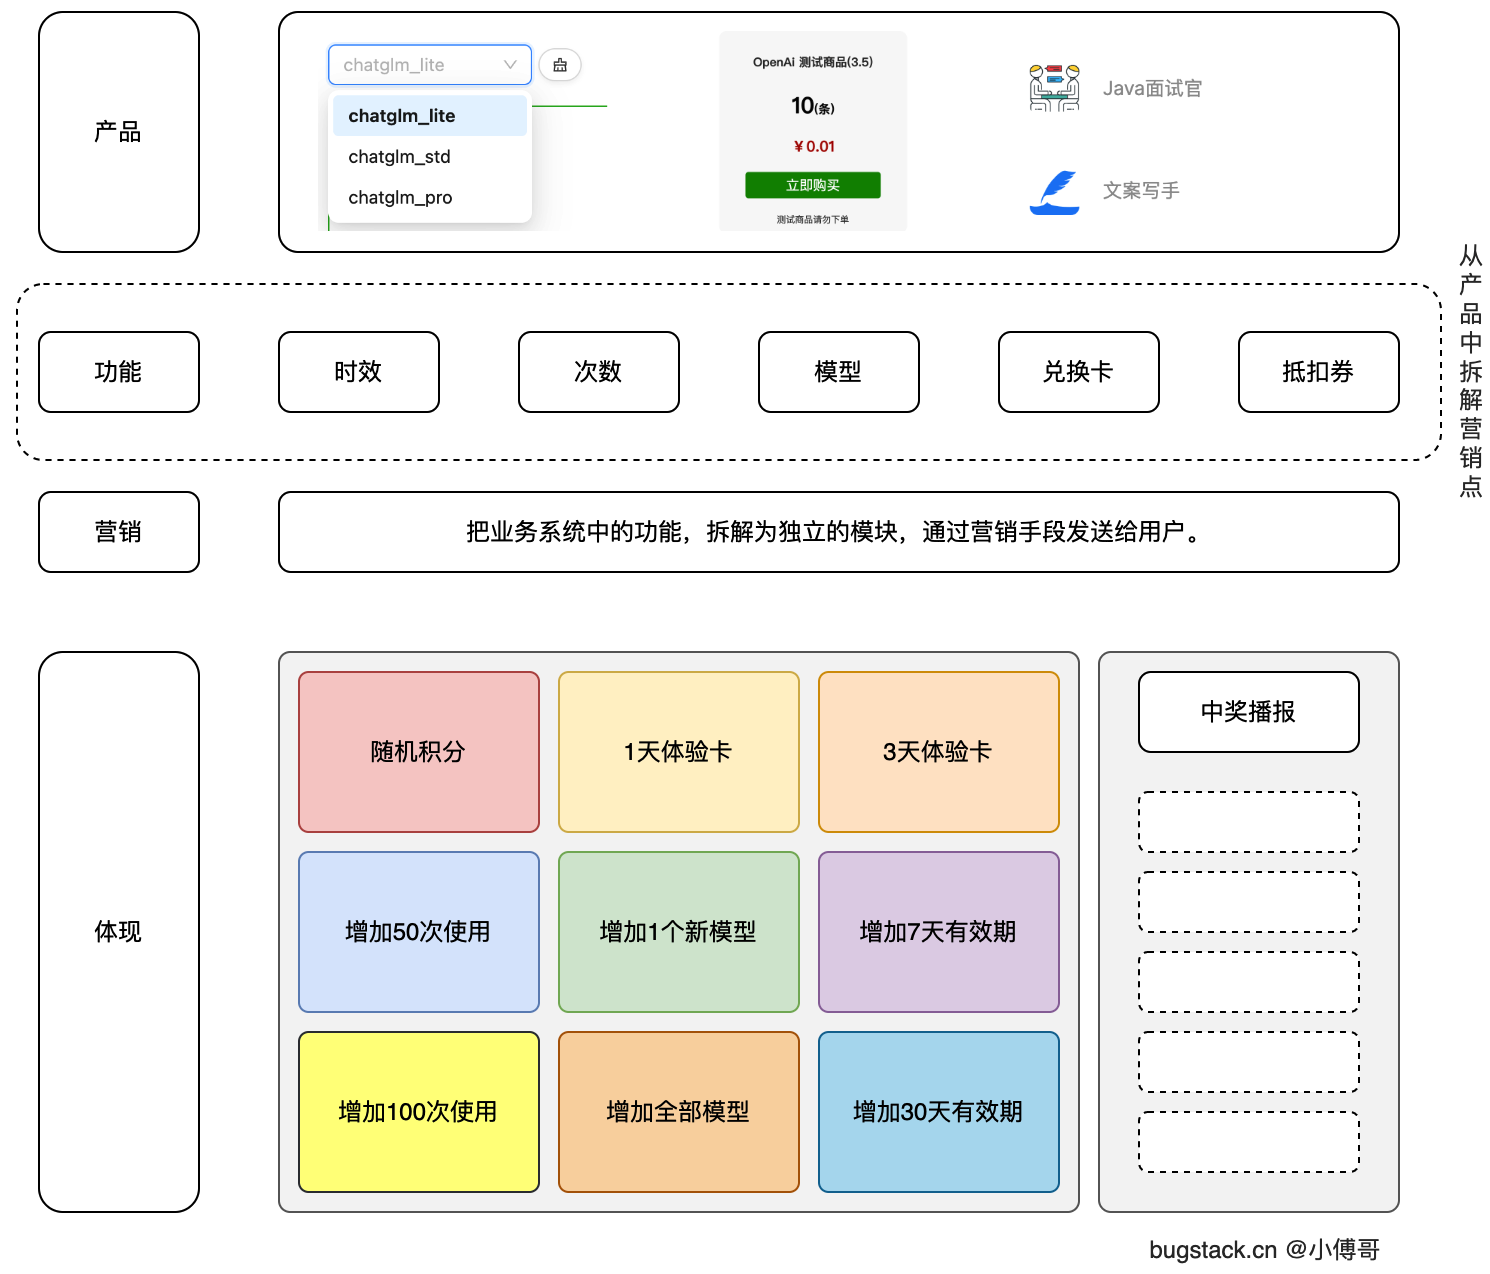 产品
chatglm_lite
chatglm_lite
chatglm_std
chatglm_pro
OpenAi 测试商品(3.5)
10(条)
¥ 0.01
立即购买
测试商品请勿下单
Java面试官
文案写手
从产品中拆解营销点
功能
时效
次数
模型
兑换卡
抵扣券
营销
把业务系统中的功能，拆解为独立的模块，通过营销手段发送给用户。
体现
随机积分
1天体验卡
3天体验卡
增加50次使用
增加1个新模型
增加7天有效期
增加100次使用
增加全部模型
增加30天有效期
中奖播报
bugstack.cn @小傅哥